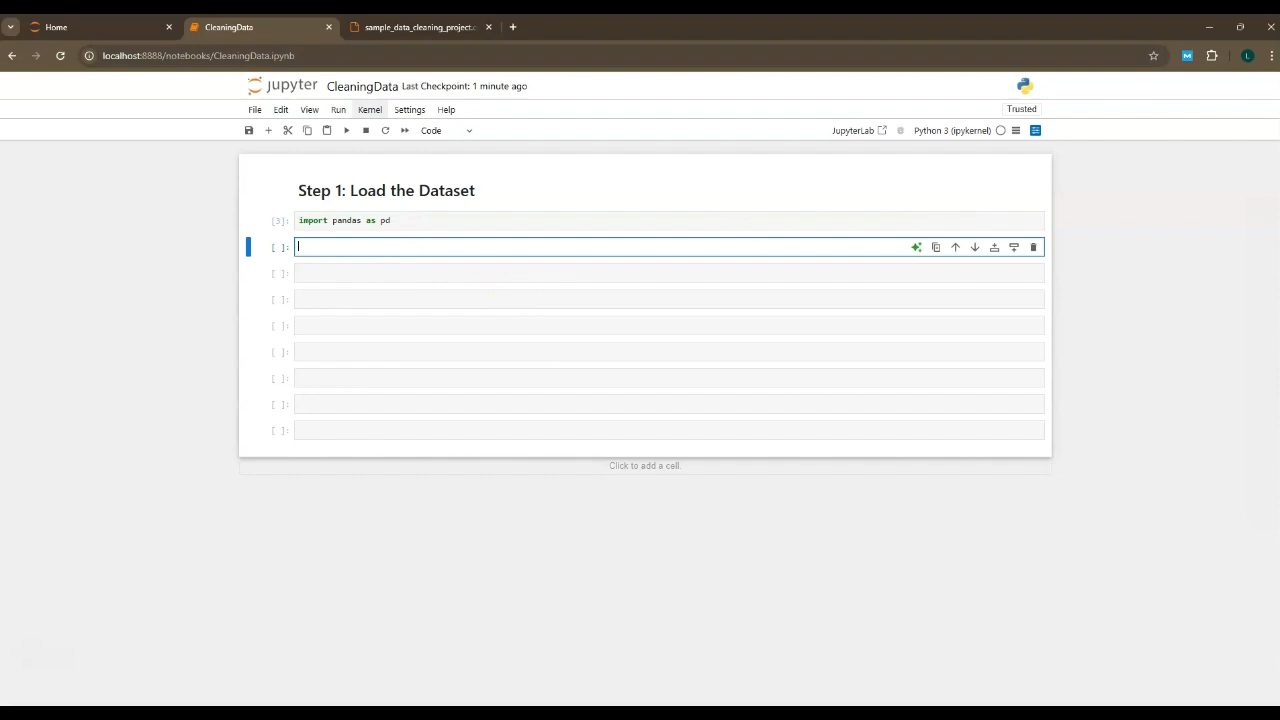 Home
CleaningData
sample_data_cleaning_project.
localhost:8888/notebooks/CleaningData.ipynb
M
L
jupyter CleaningData Last Checkpoint: 1 minute ago
File Edit View Run Kernel Settings Help
Trusted
Code
JupyterLab
Python 3 (ipykernel)
Step 1: Load the Dataset
[3]: import pandas as pd
[ ]:
[ ]:
[ ]:
[ ]:
[ ]:
[ ]:
[ ]:
[ ]:
Click to add a cell.